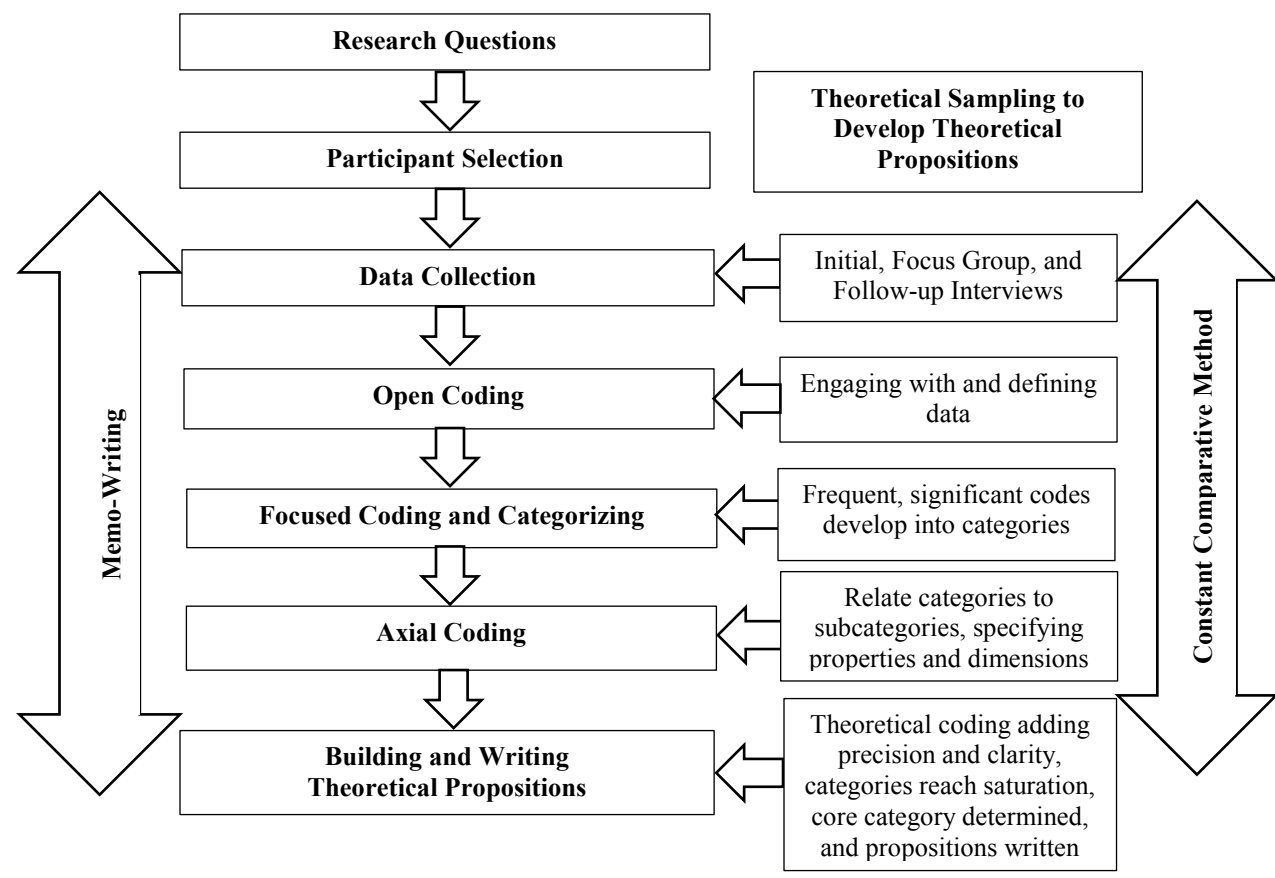 Research Questions
Theoretical Sampling to
Develop Theoretical
Propositions
Participant Selection
Data Collection
Initial, Focus Group, and
Follow-up Interviews
Open Coding
Engaging with and defining
data
Focused Coding and Categorizing
Frequent, significant codes
develop into categories
Axial Coding
Relate categories to
subcategories, specifying
properties and dimensions
Building and Writing
Theoretical Propositions
Theoretical coding adding
precision and clarity,
categories reach saturation,
core category determined,
and propositions written
Memo-Writing
Constant Comparative Method